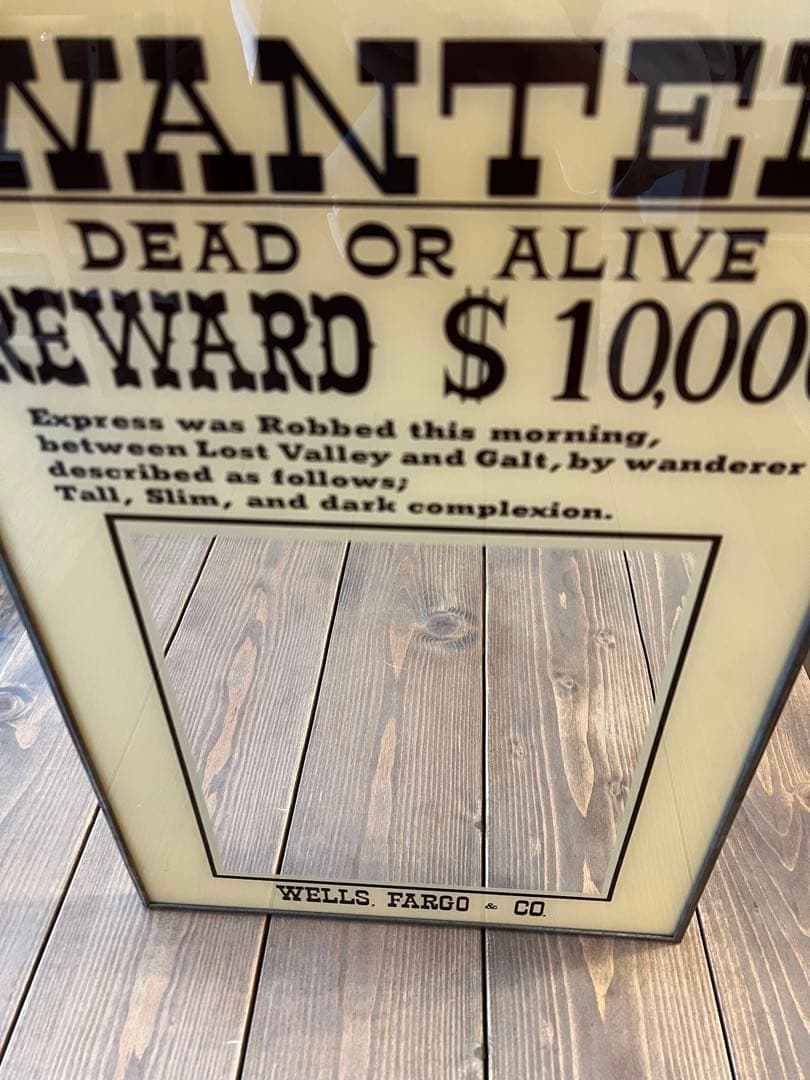 WANTED
DEAD OR ALIVE
REWARD $10,000
Express was Robbed this morning,
between Lost Valley and Galt, by wanderer
described as follows;
Tall, Slim, and dark complexion.
WELLS. FARGO & CO.